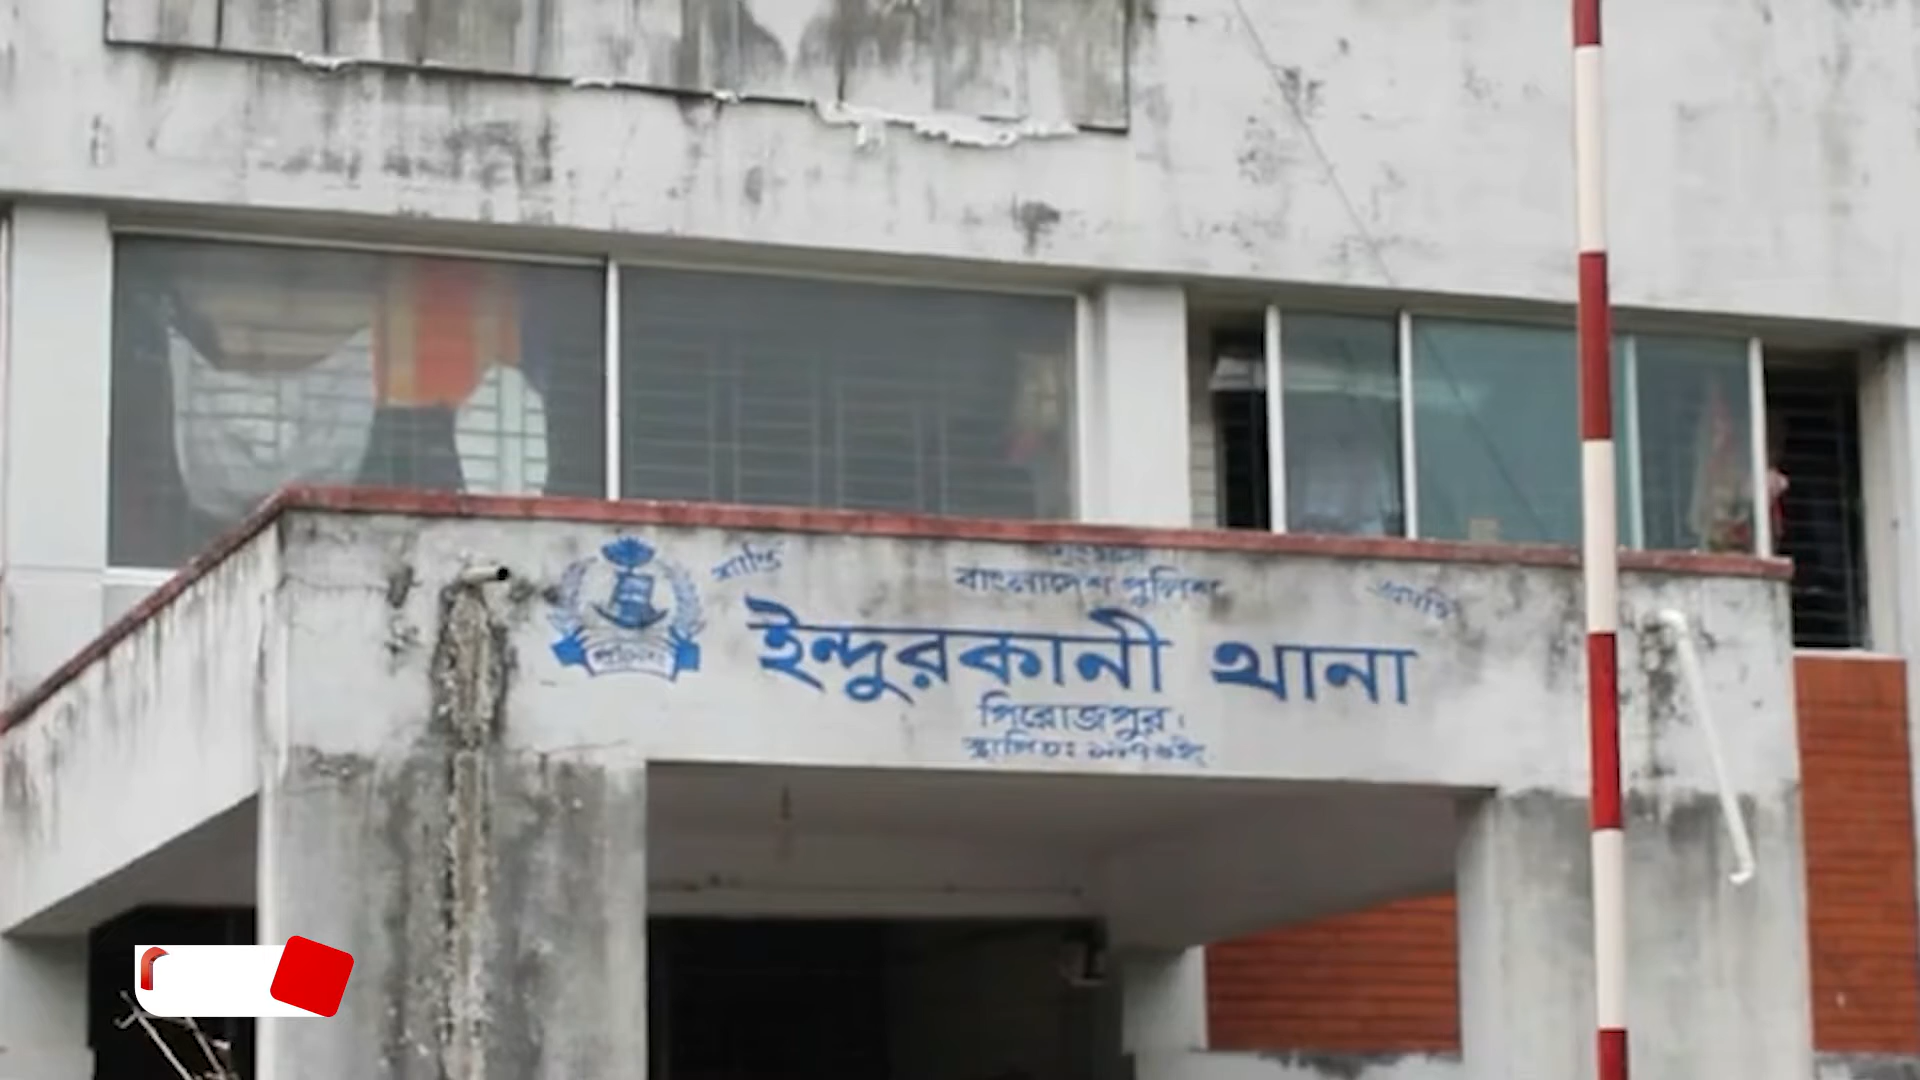 শান্তি
বাংলাদেশ পুলিশ
ইন্দুরকানী থানা
পিরোজপুর।
স্থাপিতঃ